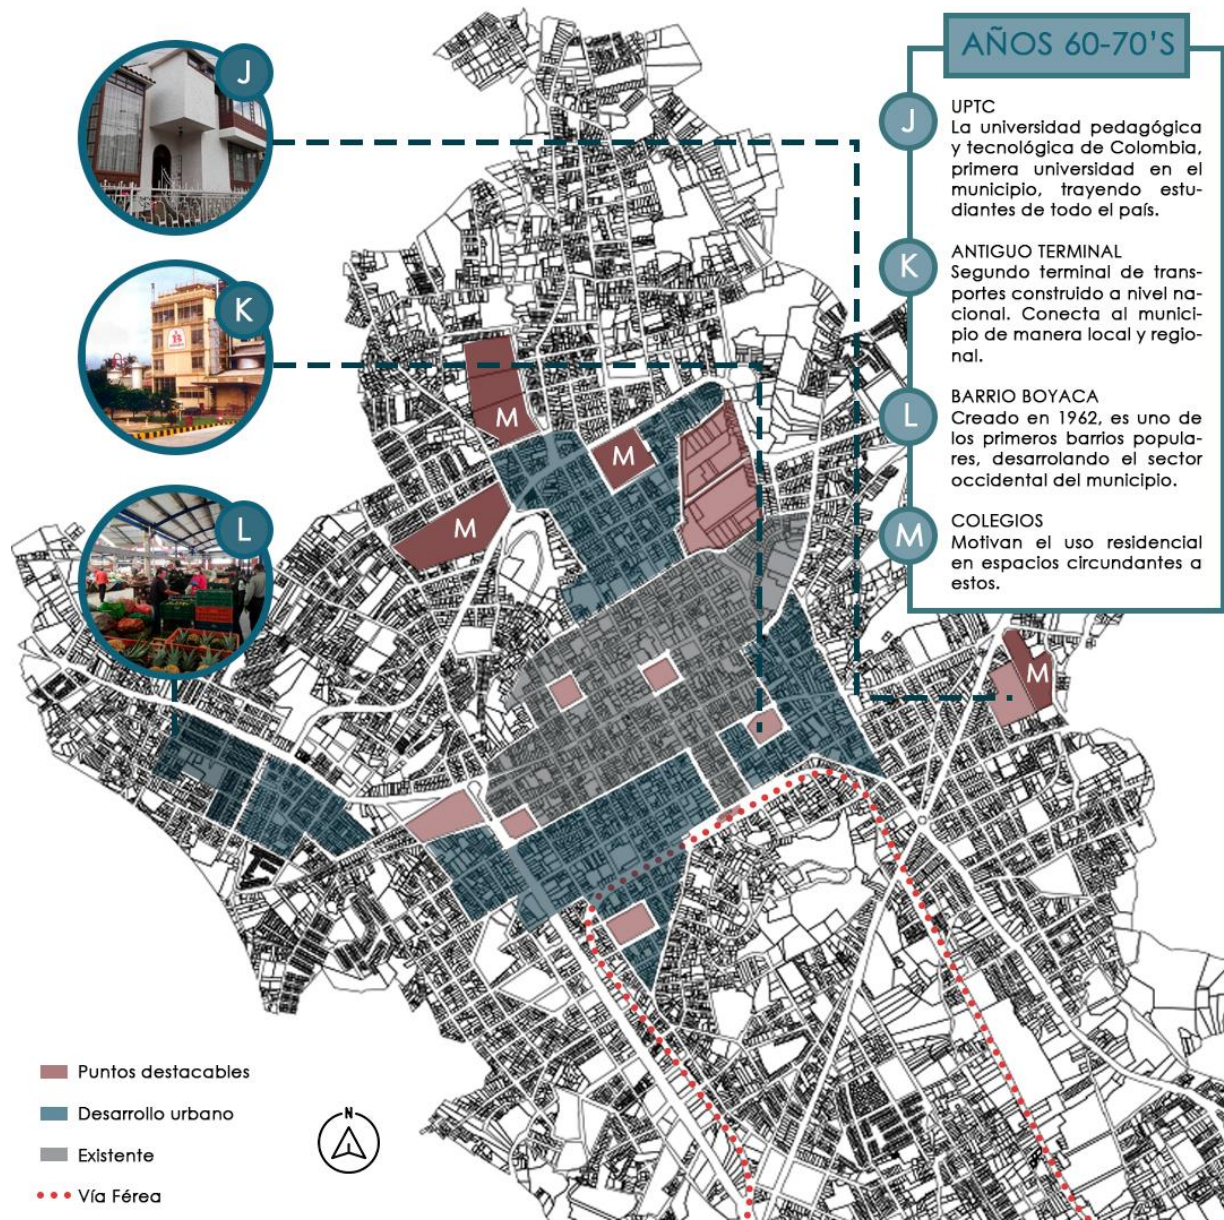 AÑOS 60-70'S
J
J
UPTC
La universidad pedagógica
y tecnológica de Colombia,
primera universidad en el
municipio, trayendo estu-
diantes de todo el país.
K
K
ANTIGUO TERMINAL
Segundo terminal de trans-
portes construido a nivel na-
cional. Conecta al munici-
pio de manera local y regio-
nal.
L
L
BARRIO BOYACA
Creado en 1962, es uno de
los primeros barrios popula-
res, desarrolando el sector
occidental del municipio.
M
COLEGIOS
Motivan el uso residencial
en espacios circundantes a
estos.
M
M
M
M
Puntos destacables
Desarrollo urbano
Existente
Vía Férea
N